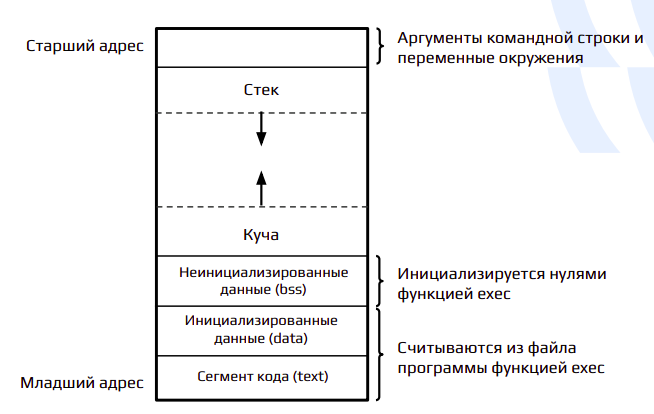 Старший адрес
Аргументы командной строки и
переменные окружения
Стек
Куча
Неинициализированные
данные (bss)
Инициализируется нулями
функцией exec
Инициализированные
данные (data)
Считываются из файла
программы функцией exec
Младший адрес
Сегмент кода (text)